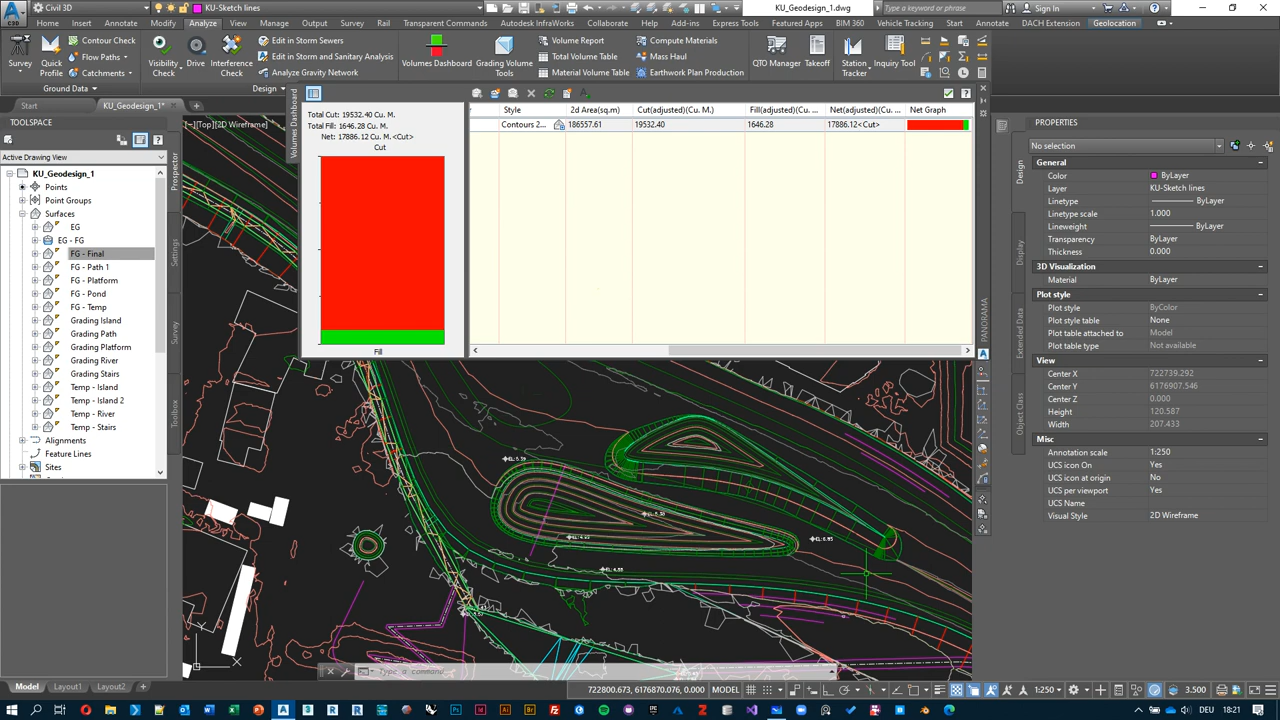 Civil 3D
KU-Sketch lines
KU_Geodesign_1.dwg
Type a keyword or phrase
Sign In
Home Insert Annotate Modify Analyze View Manage Output Survey Rail Transparent Commands Autodesk InfraWorks Collaborate Help Add-ins Express Tools Featured Apps BIM 360 Vehicle Tracking Start Annotate DACH Extension Geolocation
Survey
Quick Profile
Contour Check
Flow Paths
Catchments
Ground Data
Visibility Check
Drive
Interference Check
Edit in Storm Sewers
Edit in Storm and Sanitary Analysis
Analyze Gravity Network
Design
Volumes Dashboard
Grading Volume Tools
Volume Report
Total Volume Table
Material Volume Table
Compute Materials
Mass Haul
Earthwork Plan Production
QTO Manager
Takeoff
Station Tracker
Inquiry Tool
Start
KU_Geodesign_1*
[-][Top][2D Wireframe]
TOOLSPACE
Active Drawing View
KU_Geodesign_1
Points
Point Groups
Surfaces
EG
EG - FG
FG - Final
FG - Path 1
FG - Platform
FG - Pond
FG - Temp
Grading Island
Grading Path
Grading Platform
Grading River
Grading Stairs
Temp - Island
Temp - Island 2
Temp - River
Temp - Stairs
Alignments
Feature Lines
Sites
Prospector
Settings
Survey
Toolbox
Volumes Dashboard
Total Cut: 19532.40 Cu. M.
Total Fill: 1646.28 Cu. M.
Net: 17886.12 Cu. M.<Cut>
Cut
Fill
Style 2d Area(sq.m) Cut(adjusted)(Cu. M.) Fill(adjusted)(Cu. ... Net(adjusted)(Cu. ... Net Graph
Contours 2... 186557.61 19532.40 1646.28 17886.12<Cut>
PANORAMA
PROPERTIES
No selection
Design
Display
Extended Data
Object Class
General
Color ByLayer
Layer KU-Sketch lines
Linetype ByLayer
Linetype scale 1.000
Lineweight ByLayer
Transparency ByLayer
Thickness 0.000
3D Visualization
Material ByLayer
Plot style
Plot style ByColor
Plot style table None
Plot table attached to Model
Plot table type Not available
View
Center X 722739.292
Center Y 6176907.546
Center Z 0.000
Height 120.587
Width 207.433
Misc
Annotation scale 1:250
UCS icon On Yes
UCS icon at origin No
UCS per viewport Yes
UCS Name
Visual Style 2D Wireframe
Type a command
Model Layout1 Layout2
722800.673, 6176870.076, 0.000 MODEL
1:250
3.500
DEU 18:21